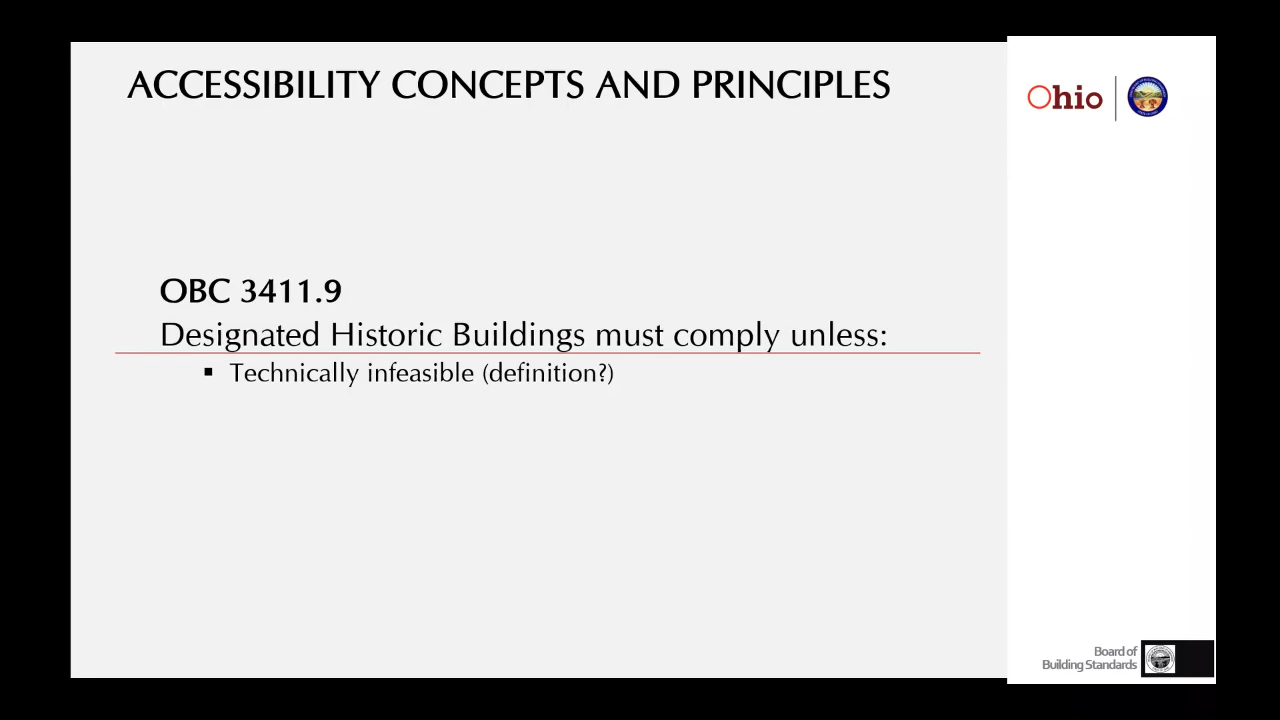 ACCESSIBILITY CONCEPTS AND PRINCIPLES
Ohio
OBC 3411.9
Designated Historic Buildings must comply unless:
▪ Technically infeasible (definition?)
Board of
Building Standards